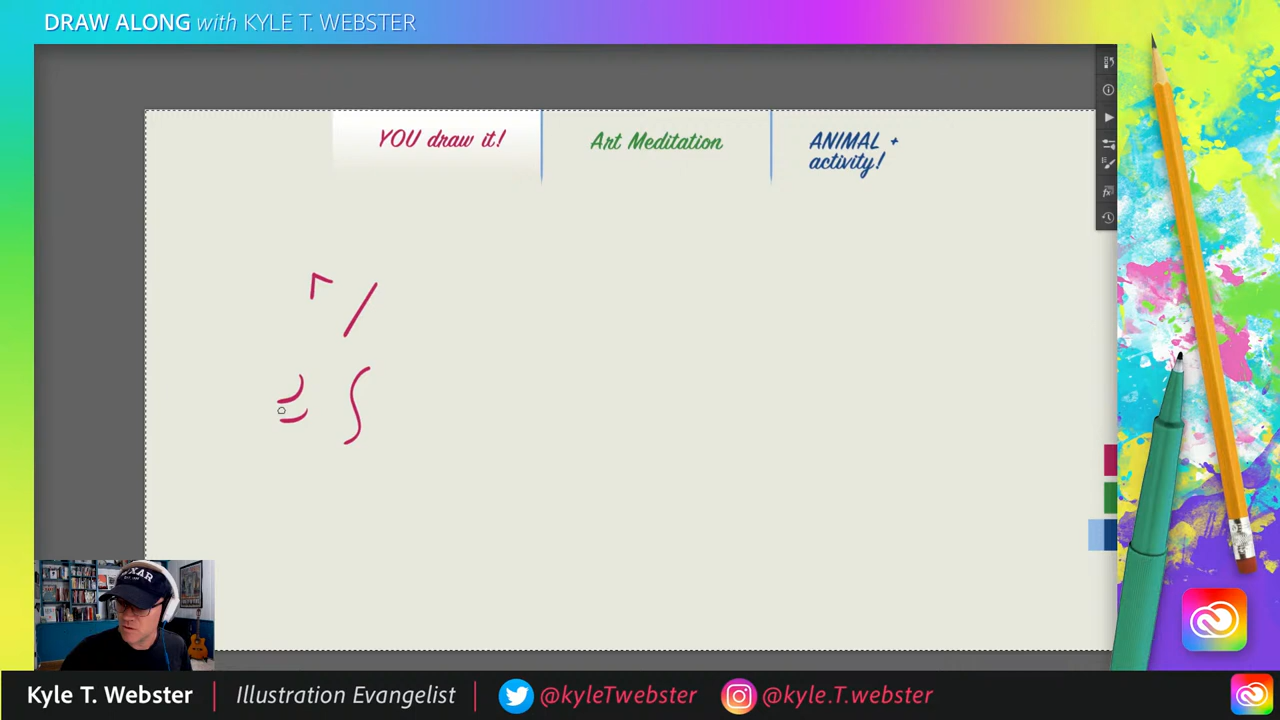 DRAW ALONG with KYLE T. WEBSTER
YOU draw it!
Art Meditation
ANIMAL +
activity!
Kyle T. Webster
Illustration Evangelist
@kyleTwebster
@kyle.T.webster